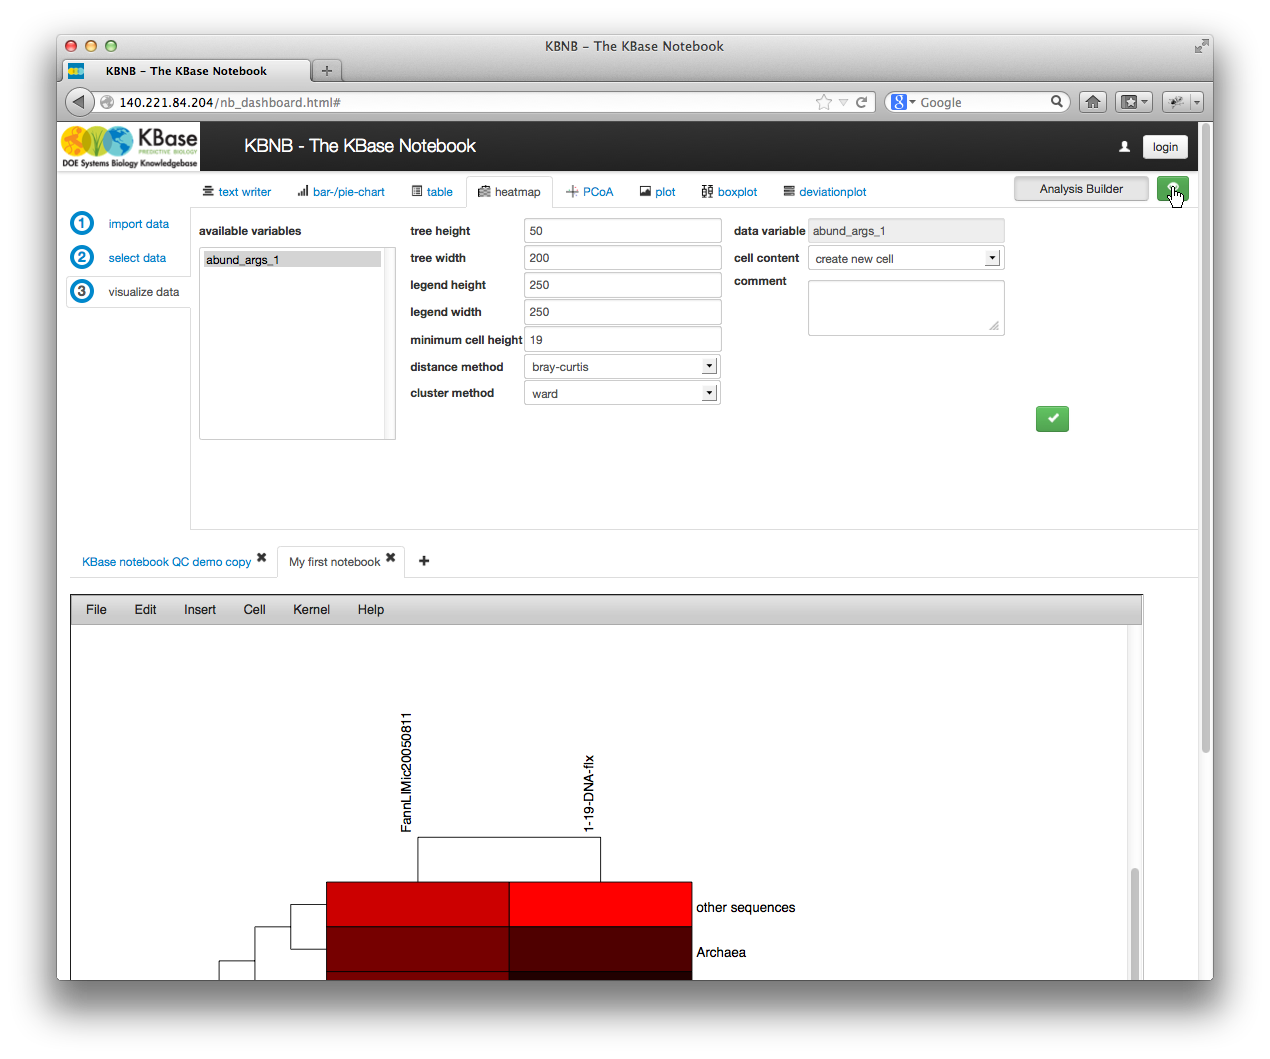 KBNB – The KBase Notebook
KBNB – The KBase Notebook
140.221.84.204/nb_dashboard.html#
Google
KBase
PREDICTIVE BIOLOGY
DOE Systems Biology Knowledgebase
KBNB - The KBase Notebook
login
text writer
bar-/pie-chart
table
heatmap
PCoA
plot
boxplot
deviationplot
Analysis Builder
1 import data
2 select data
3 visualize data
available variables
abund_args_1
tree height 50
tree width 200
legend height 250
legend width 250
minimum cell height 19
distance method bray-curtis
cluster method ward
data variable abund_args_1
cell content create new cell
comment
KBase notebook QC demo copy
My first notebook
File Edit Insert Cell Kernel Help
FannLIMic20050811
1-19-DNA-flx
other sequences
Archaea